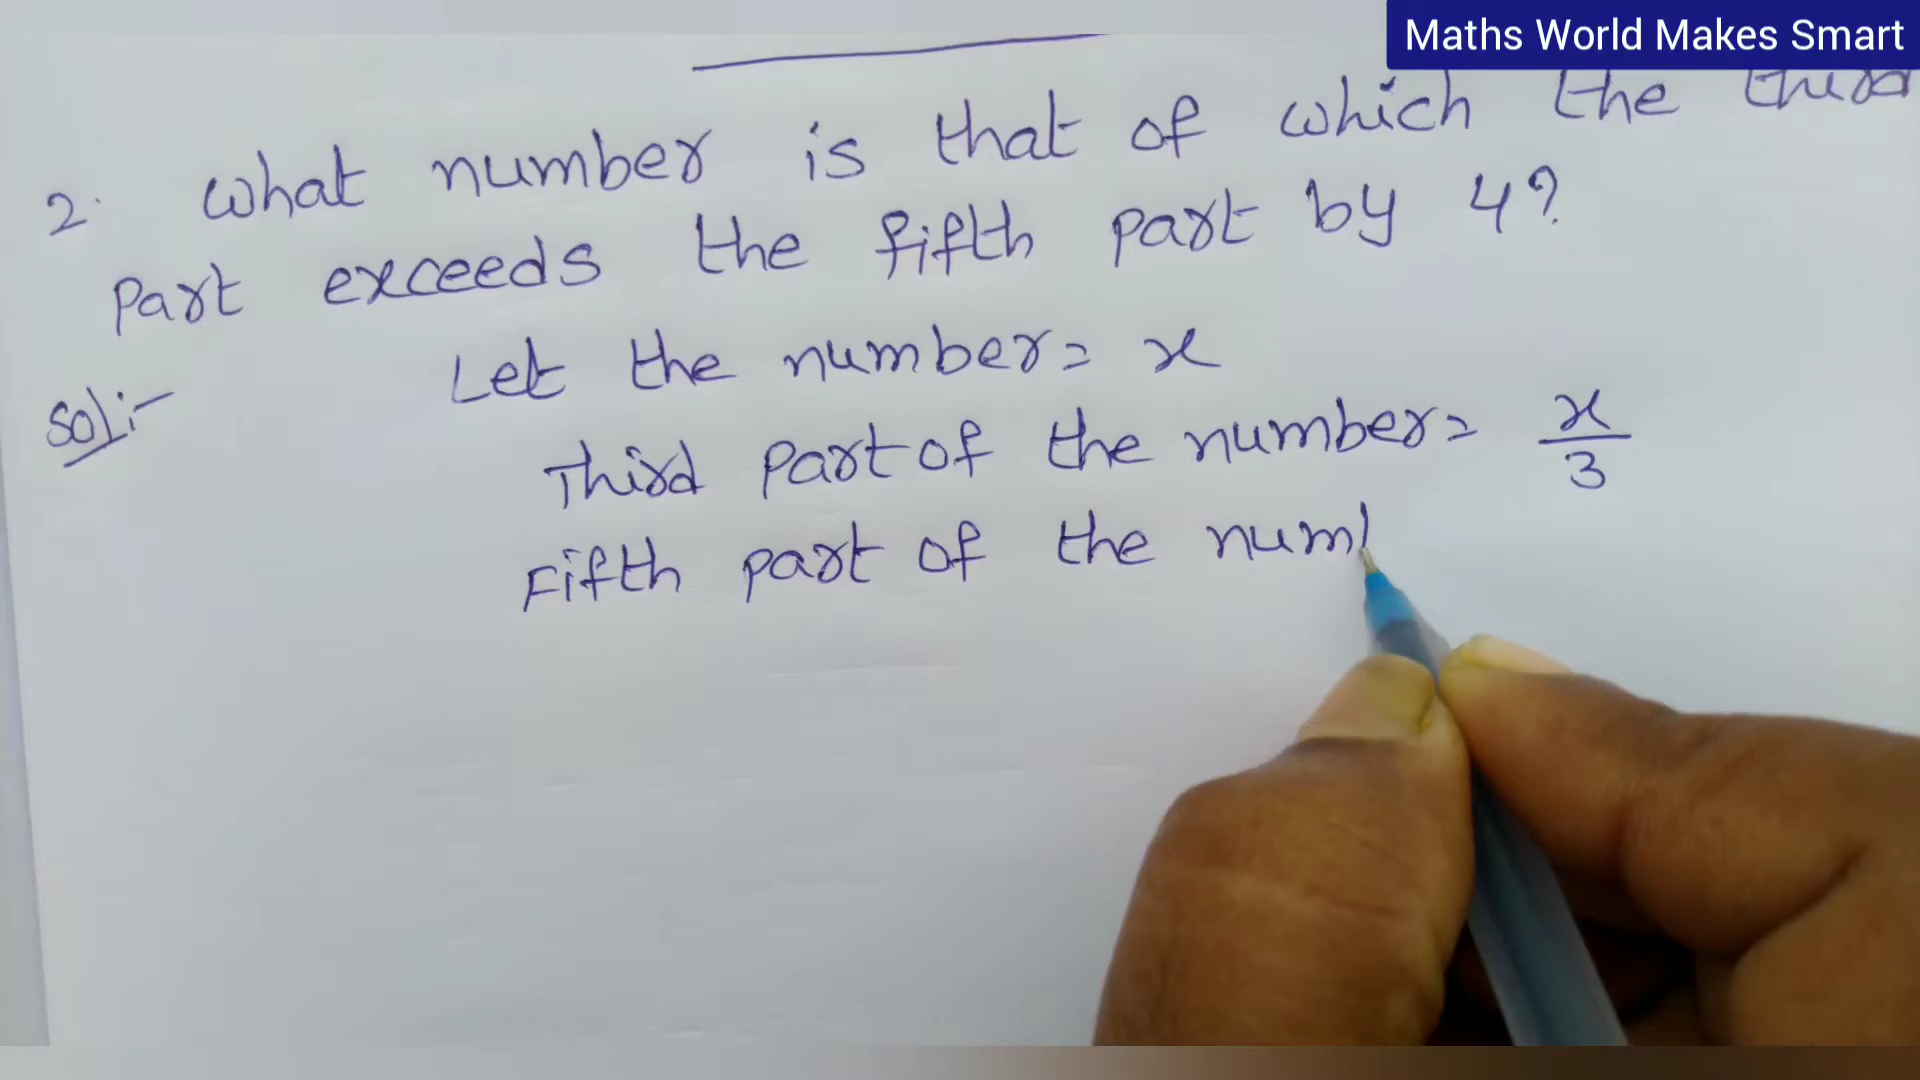 Maths World Makes Smart
2. What number is that of which the third
part exceeds the fifth part by 4?
Sol:- Let the number = x
Third part of the number = x/3
Fifth part of the num